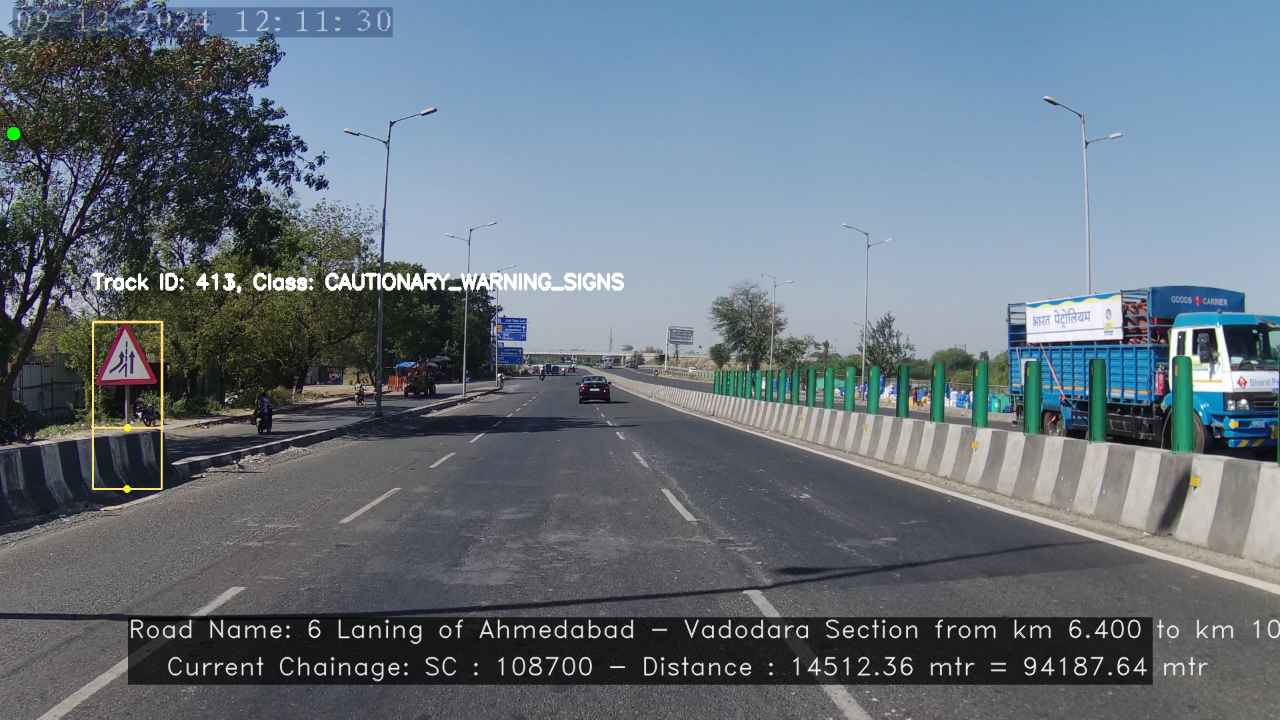 09-12-2024 12:11:30
Track ID: 413, Class: CAUTIONARY_WARNING_SIGNS
GOODS CARRIER
भारत पेट्रोलियम
Road Name: 6 Laning of Ahmedabad - Vadodara Section from km 6.400 to km 10
Current Chainage: SC : 108700 - Distance : 14512.36 mtr = 94187.64 mtr